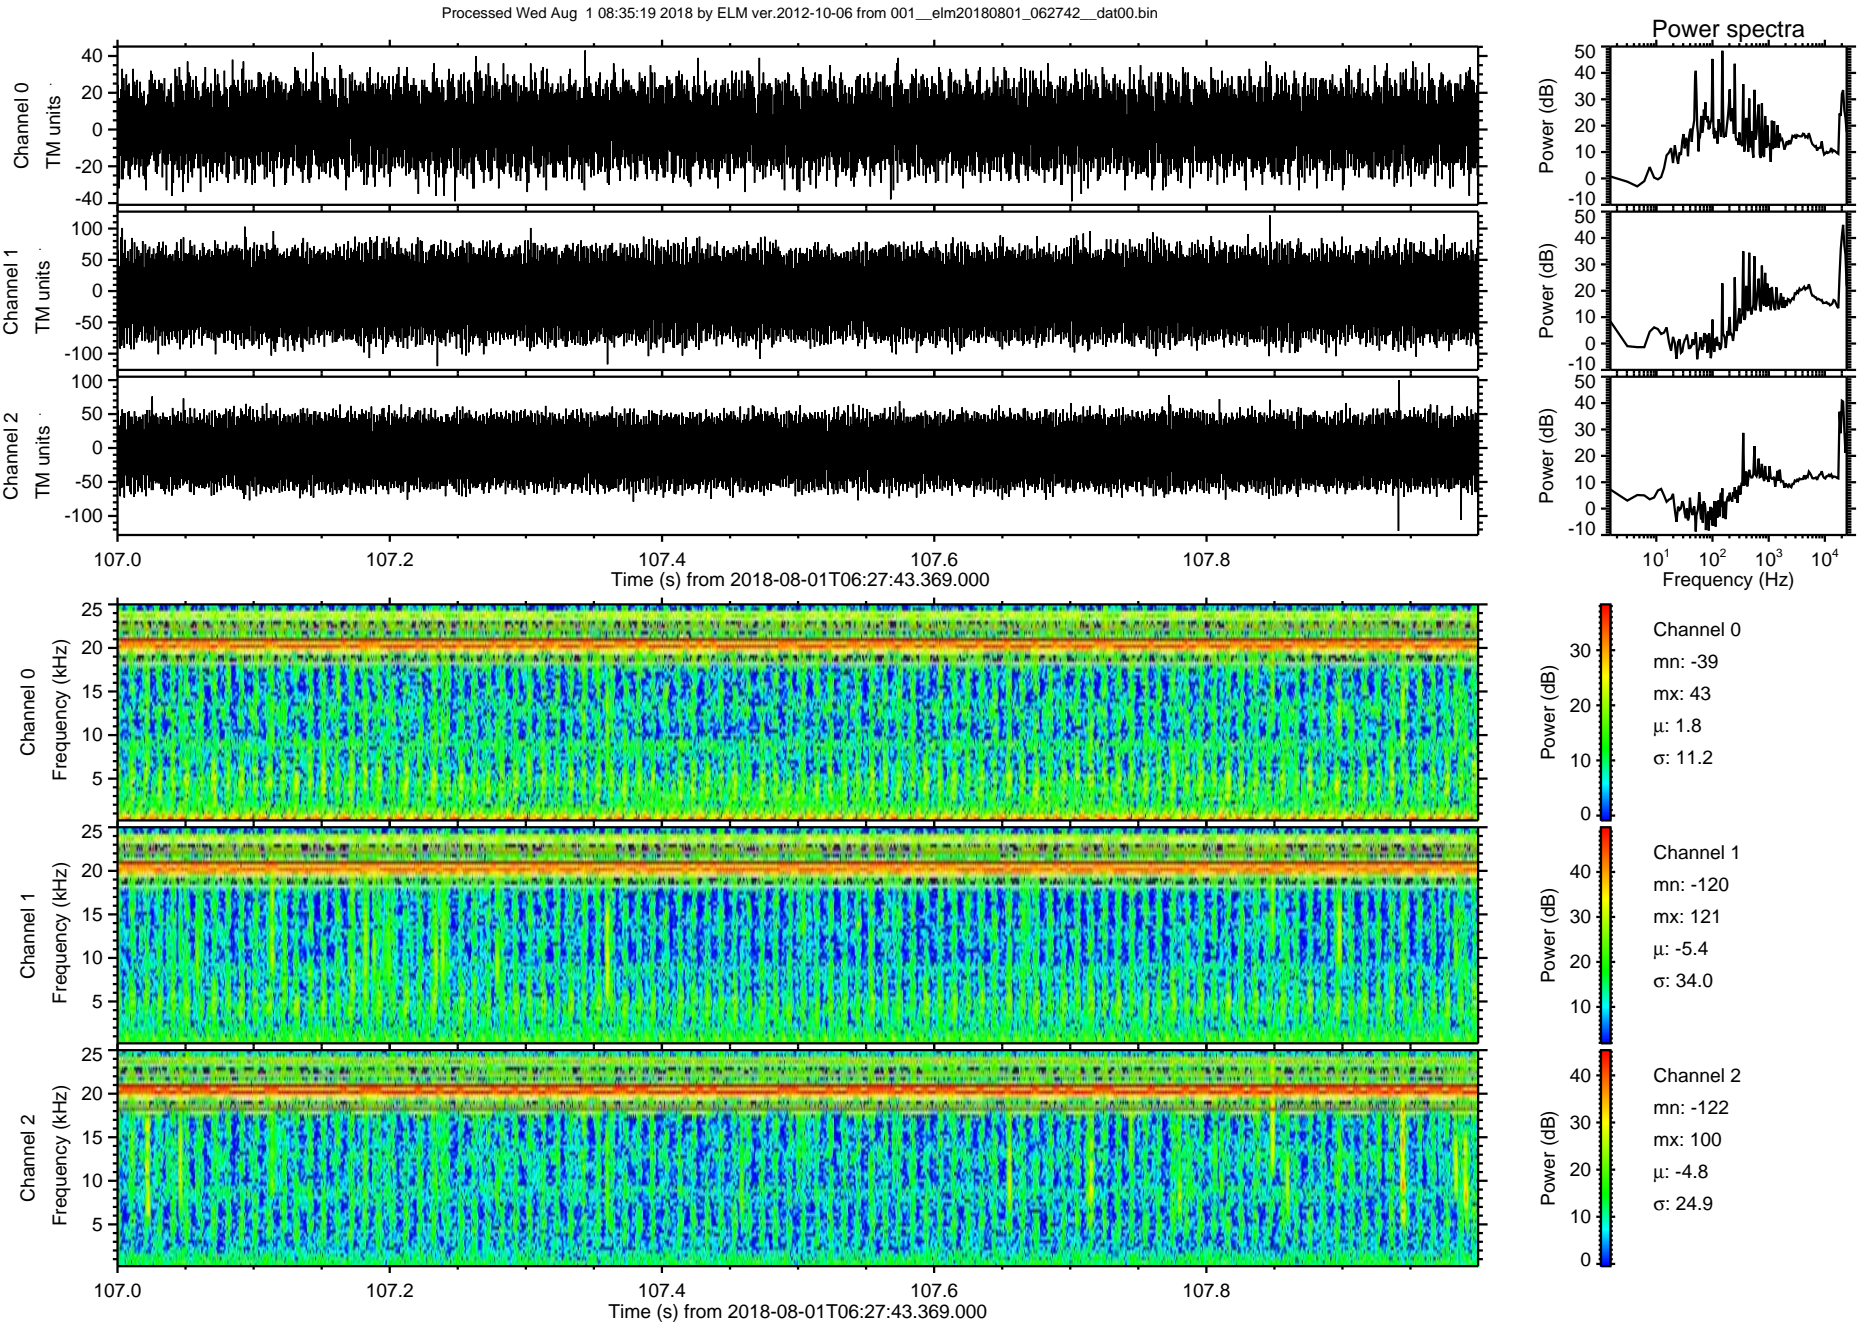 Processed Wed Aug  1 08:35:19 2018 by ELM ver.2012-10-06 from 001__elm20180801_062742__dat00.bin
Power spectra
Channel 0
TM units
40
20
0
-20
-40
Power (dB)
50
40
30
20
10
0
-10
Channel 1
TM units
100
50
0
-50
-100
Power (dB)
50
40
30
20
10
0
-10
Channel 2
TM units
100
50
0
-50
-100
Power (dB)
50
40
30
20
10
0
-10
107.0 107.2 107.4 107.6 107.8
Time (s) from 2018-08-01T06:27:43.369.000
10¹ 10² 10³ 10⁴
Frequency (Hz)
Channel 0
Frequency (kHz)
25
20
15
10
5
Power (dB)
30
20
10
0
Channel 0
mn: -39
mx: 43
μ: 1.8
σ: 11.2
Channel 1
Frequency (kHz)
25
20
15
10
5
Power (dB)
40
30
20
10
Channel 1
mn: -120
mx: 121
μ: -5.4
σ: 34.0
Channel 2
Frequency (kHz)
25
20
15
10
5
Power (dB)
40
30
20
10
0
Channel 2
mn: -122
mx: 100
μ: -4.8
σ: 24.9
107.0 107.2 107.4 107.6 107.8
Time (s) from 2018-08-01T06:27:43.369.000